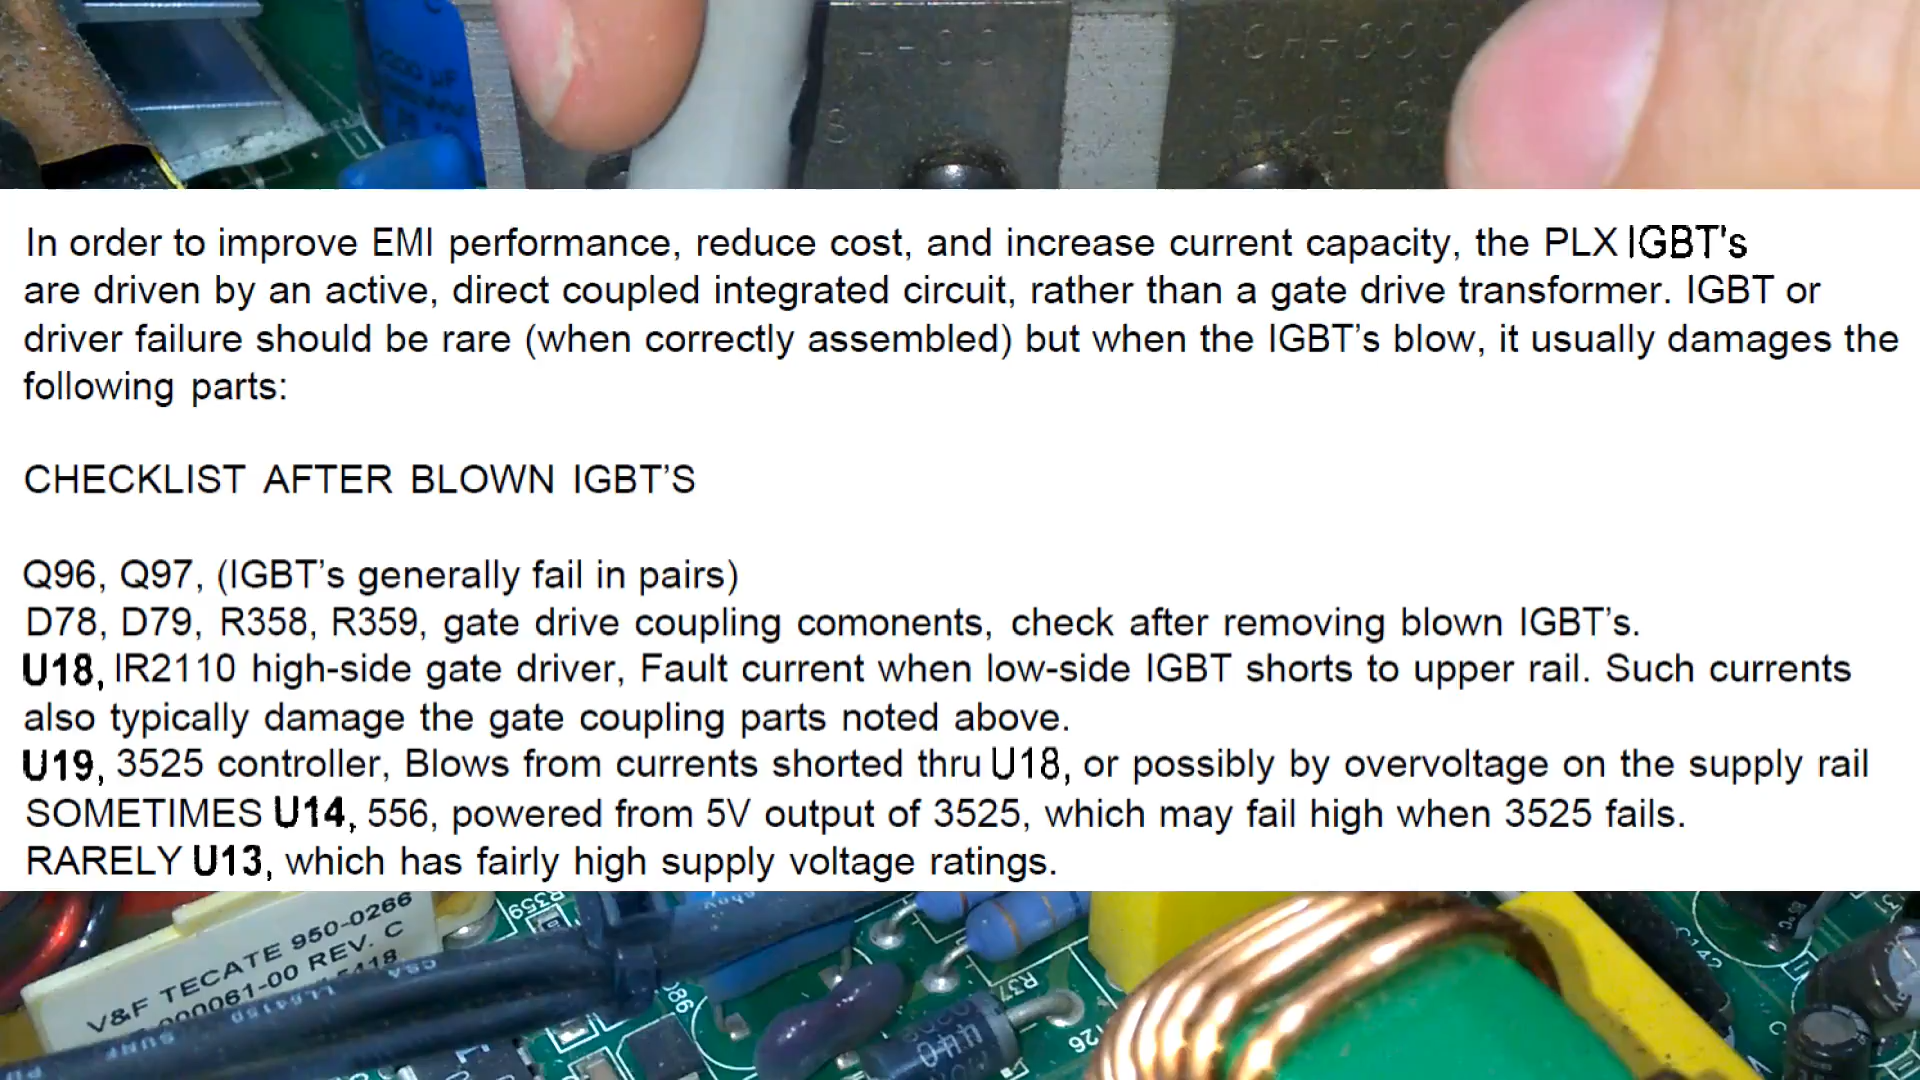 In order to improve EMI performance, reduce cost, and increase current capacity, the PLX IGBT's
are driven by an active, direct coupled integrated circuit, rather than a gate drive transformer. IGBT or
driver failure should be rare (when correctly assembled) but when the IGBT’s blow, it usually damages the
following parts:
CHECKLIST AFTER BLOWN IGBT’S
Q96, Q97, (IGBT’s generally fail in pairs)
D78, D79, R358, R359, gate drive coupling comonents, check after removing blown IGBT’s.
U18, IR2110 high-side gate driver, Fault current when low-side IGBT shorts to upper rail. Such currents
also typically damage the gate coupling parts noted above.
U19, 3525 controller, Blows from currents shorted thru U18, or possibly by overvoltage on the supply rail
SOMETIMES U14, 556, powered from 5V output of 3525, which may fail high when 3525 fails.
RARELY U13, which has fairly high supply voltage ratings.
R359
V&F TECATE 950-0266
000061-00 REV. C
5418
R37
C142
440